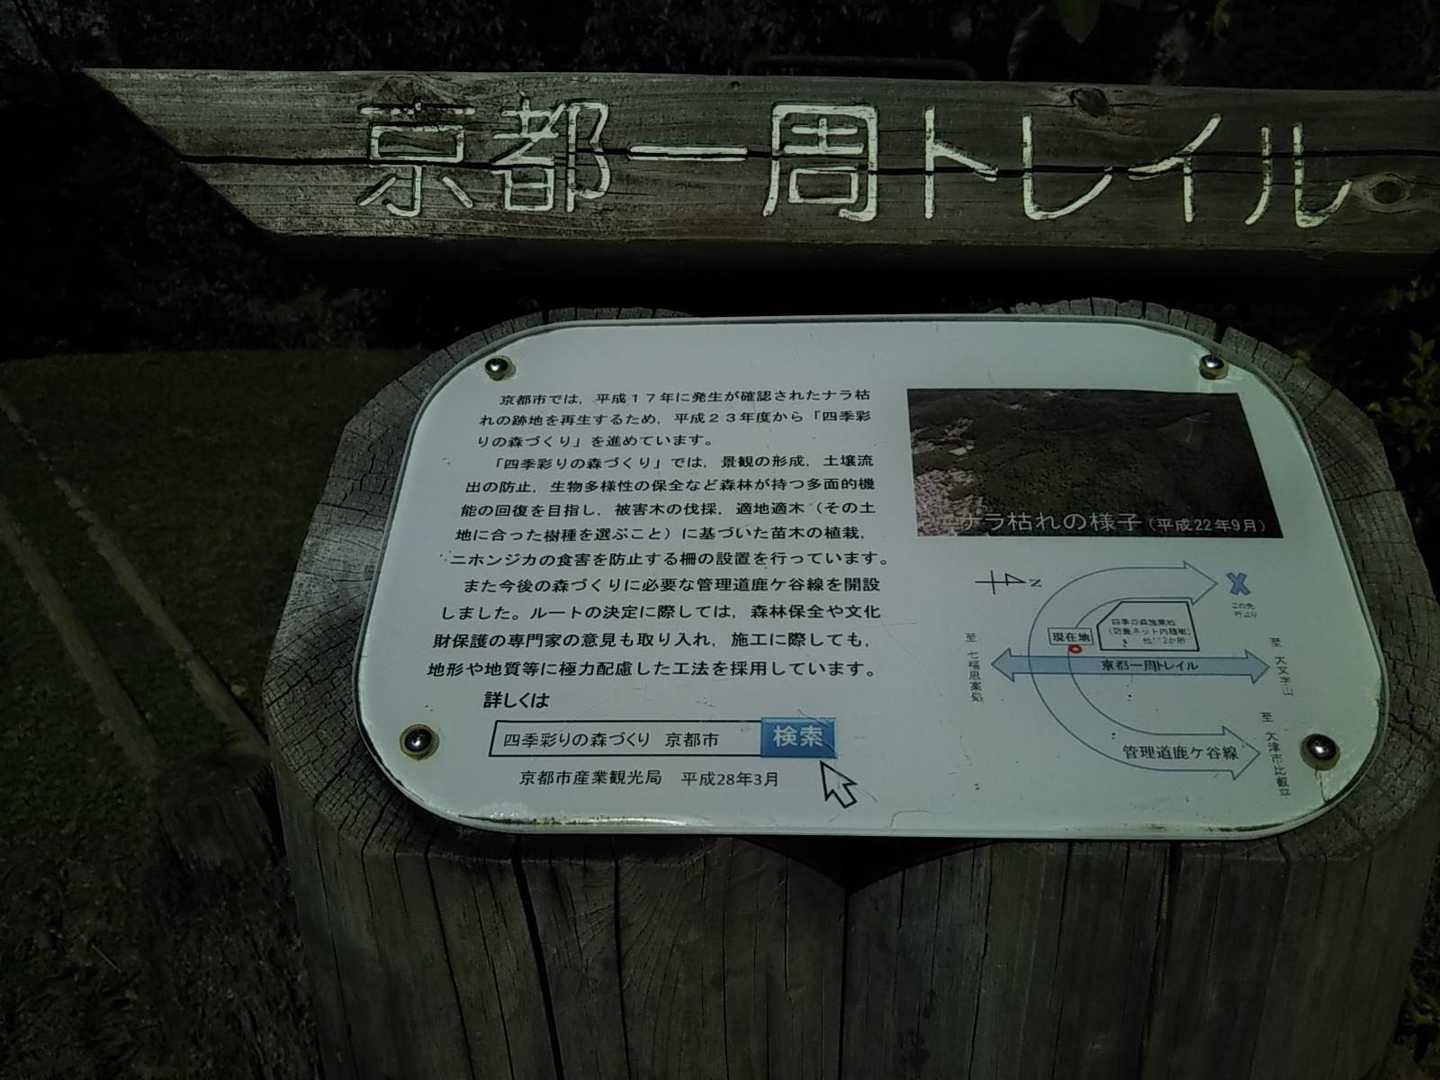 京都一周トレイル
京都市では，平成１７年に発生が確認されたナラ枯
れの跡地を再生するため，平成２３年度から「四季彩
りの森づくり」を進めています。
「四季彩りの森づくり」では，景観の形成，土壌流
出の防止，生物多様性の保全など森林が持つ多面的機
能の回復を目指し，被害木の伐採，適地適木（その土
地に合った樹種を選ぶこと）に基づいた苗木の植栽，
ニホンジカの食害を防止する柵の設置を行っています。
また今後の森づくりに必要な管理道鹿ケ谷線を開設
しました。ルートの決定に際しては，森林保全や文化
財保護の専門家の意見も取り入れ，施工に際しても，
地形や地質等に極力配慮した工法を採用しています。
詳しくは
四季彩りの森づくり 京都市
検索
京都市産業観光局 平成28年3月
ナラ枯れの様子（平成22年9月）
N
この先
現在地
京都一周トレイル
至 大文字山
管理道鹿ケ谷線
至 大津市比叡平